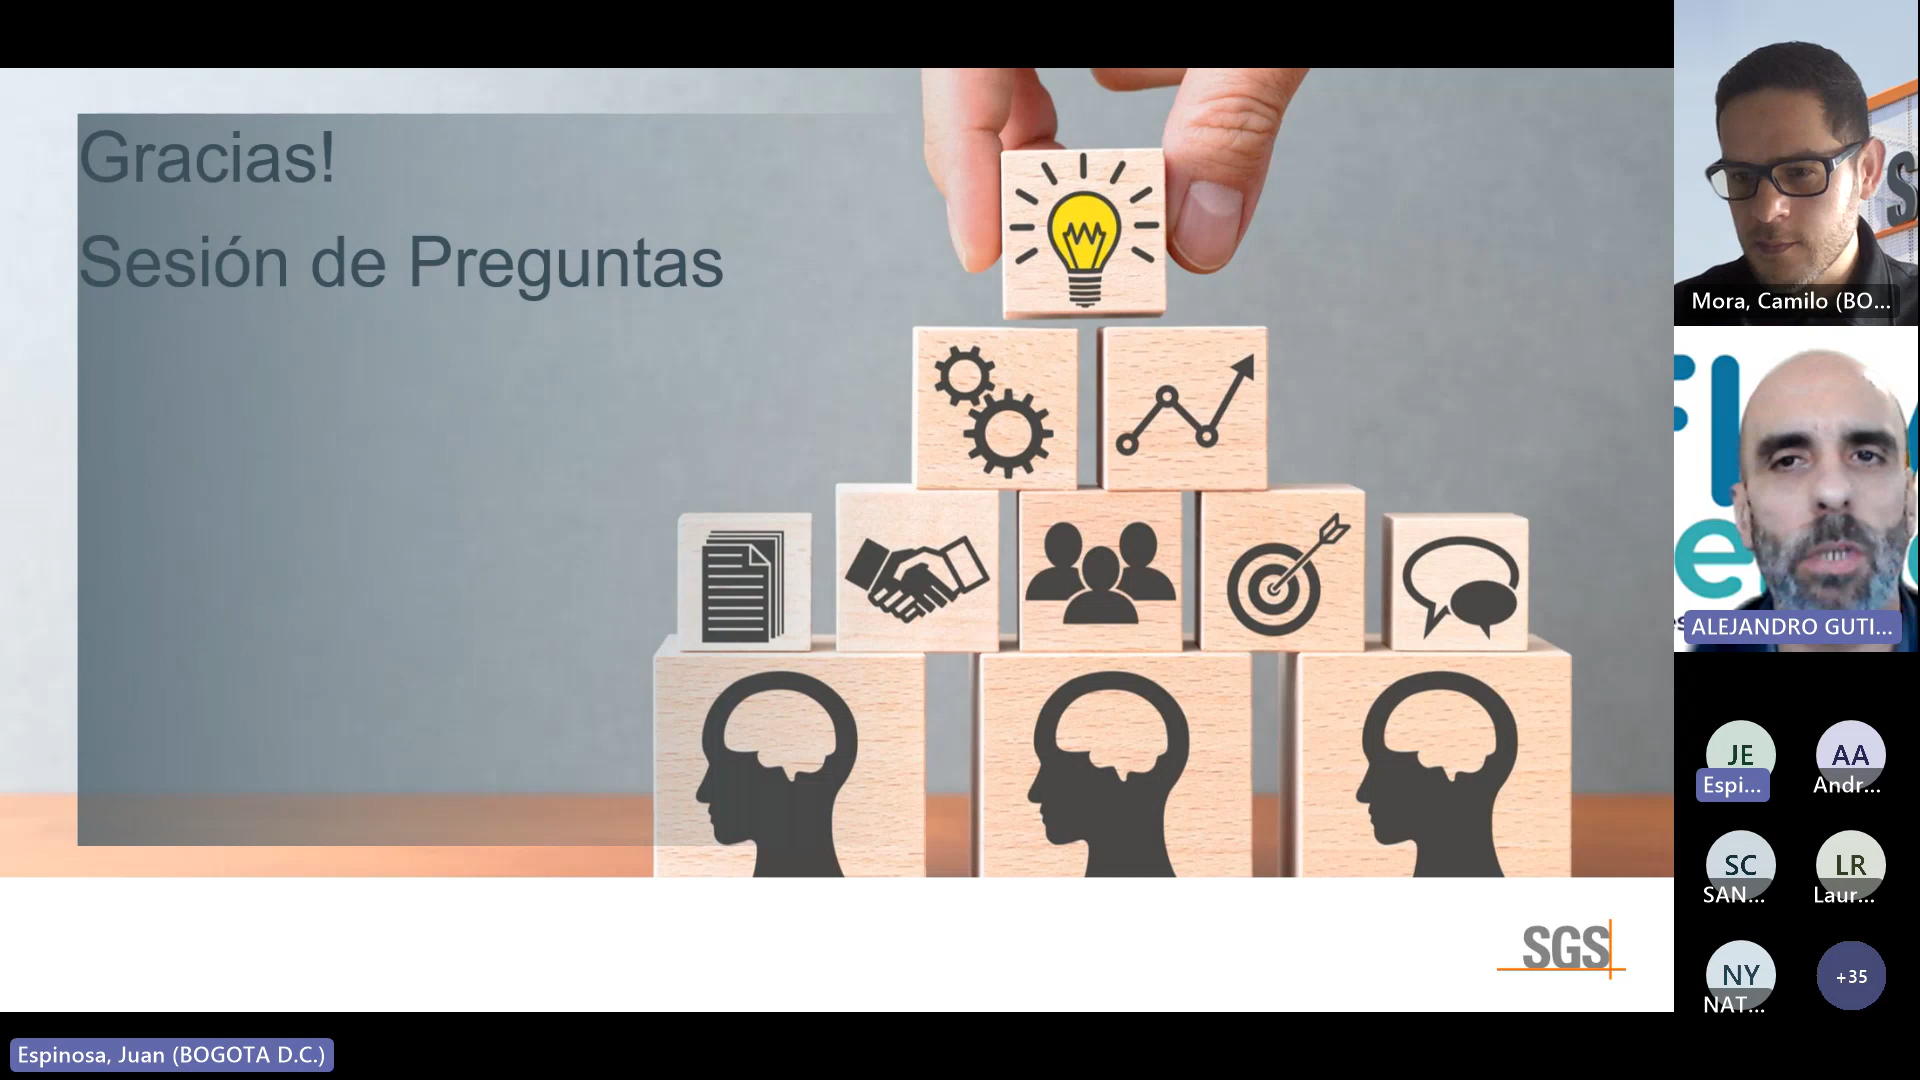 Gracias!
Sesión de Preguntas
SGS
Mora, Camilo (BO...
ALEJANDRO GUTI...
JE
Espi...
AA
Andr...
SC
SAN...
LR
Laur...
NY
NAT...
+35
Espinosa, Juan (BOGOTA D.C.)